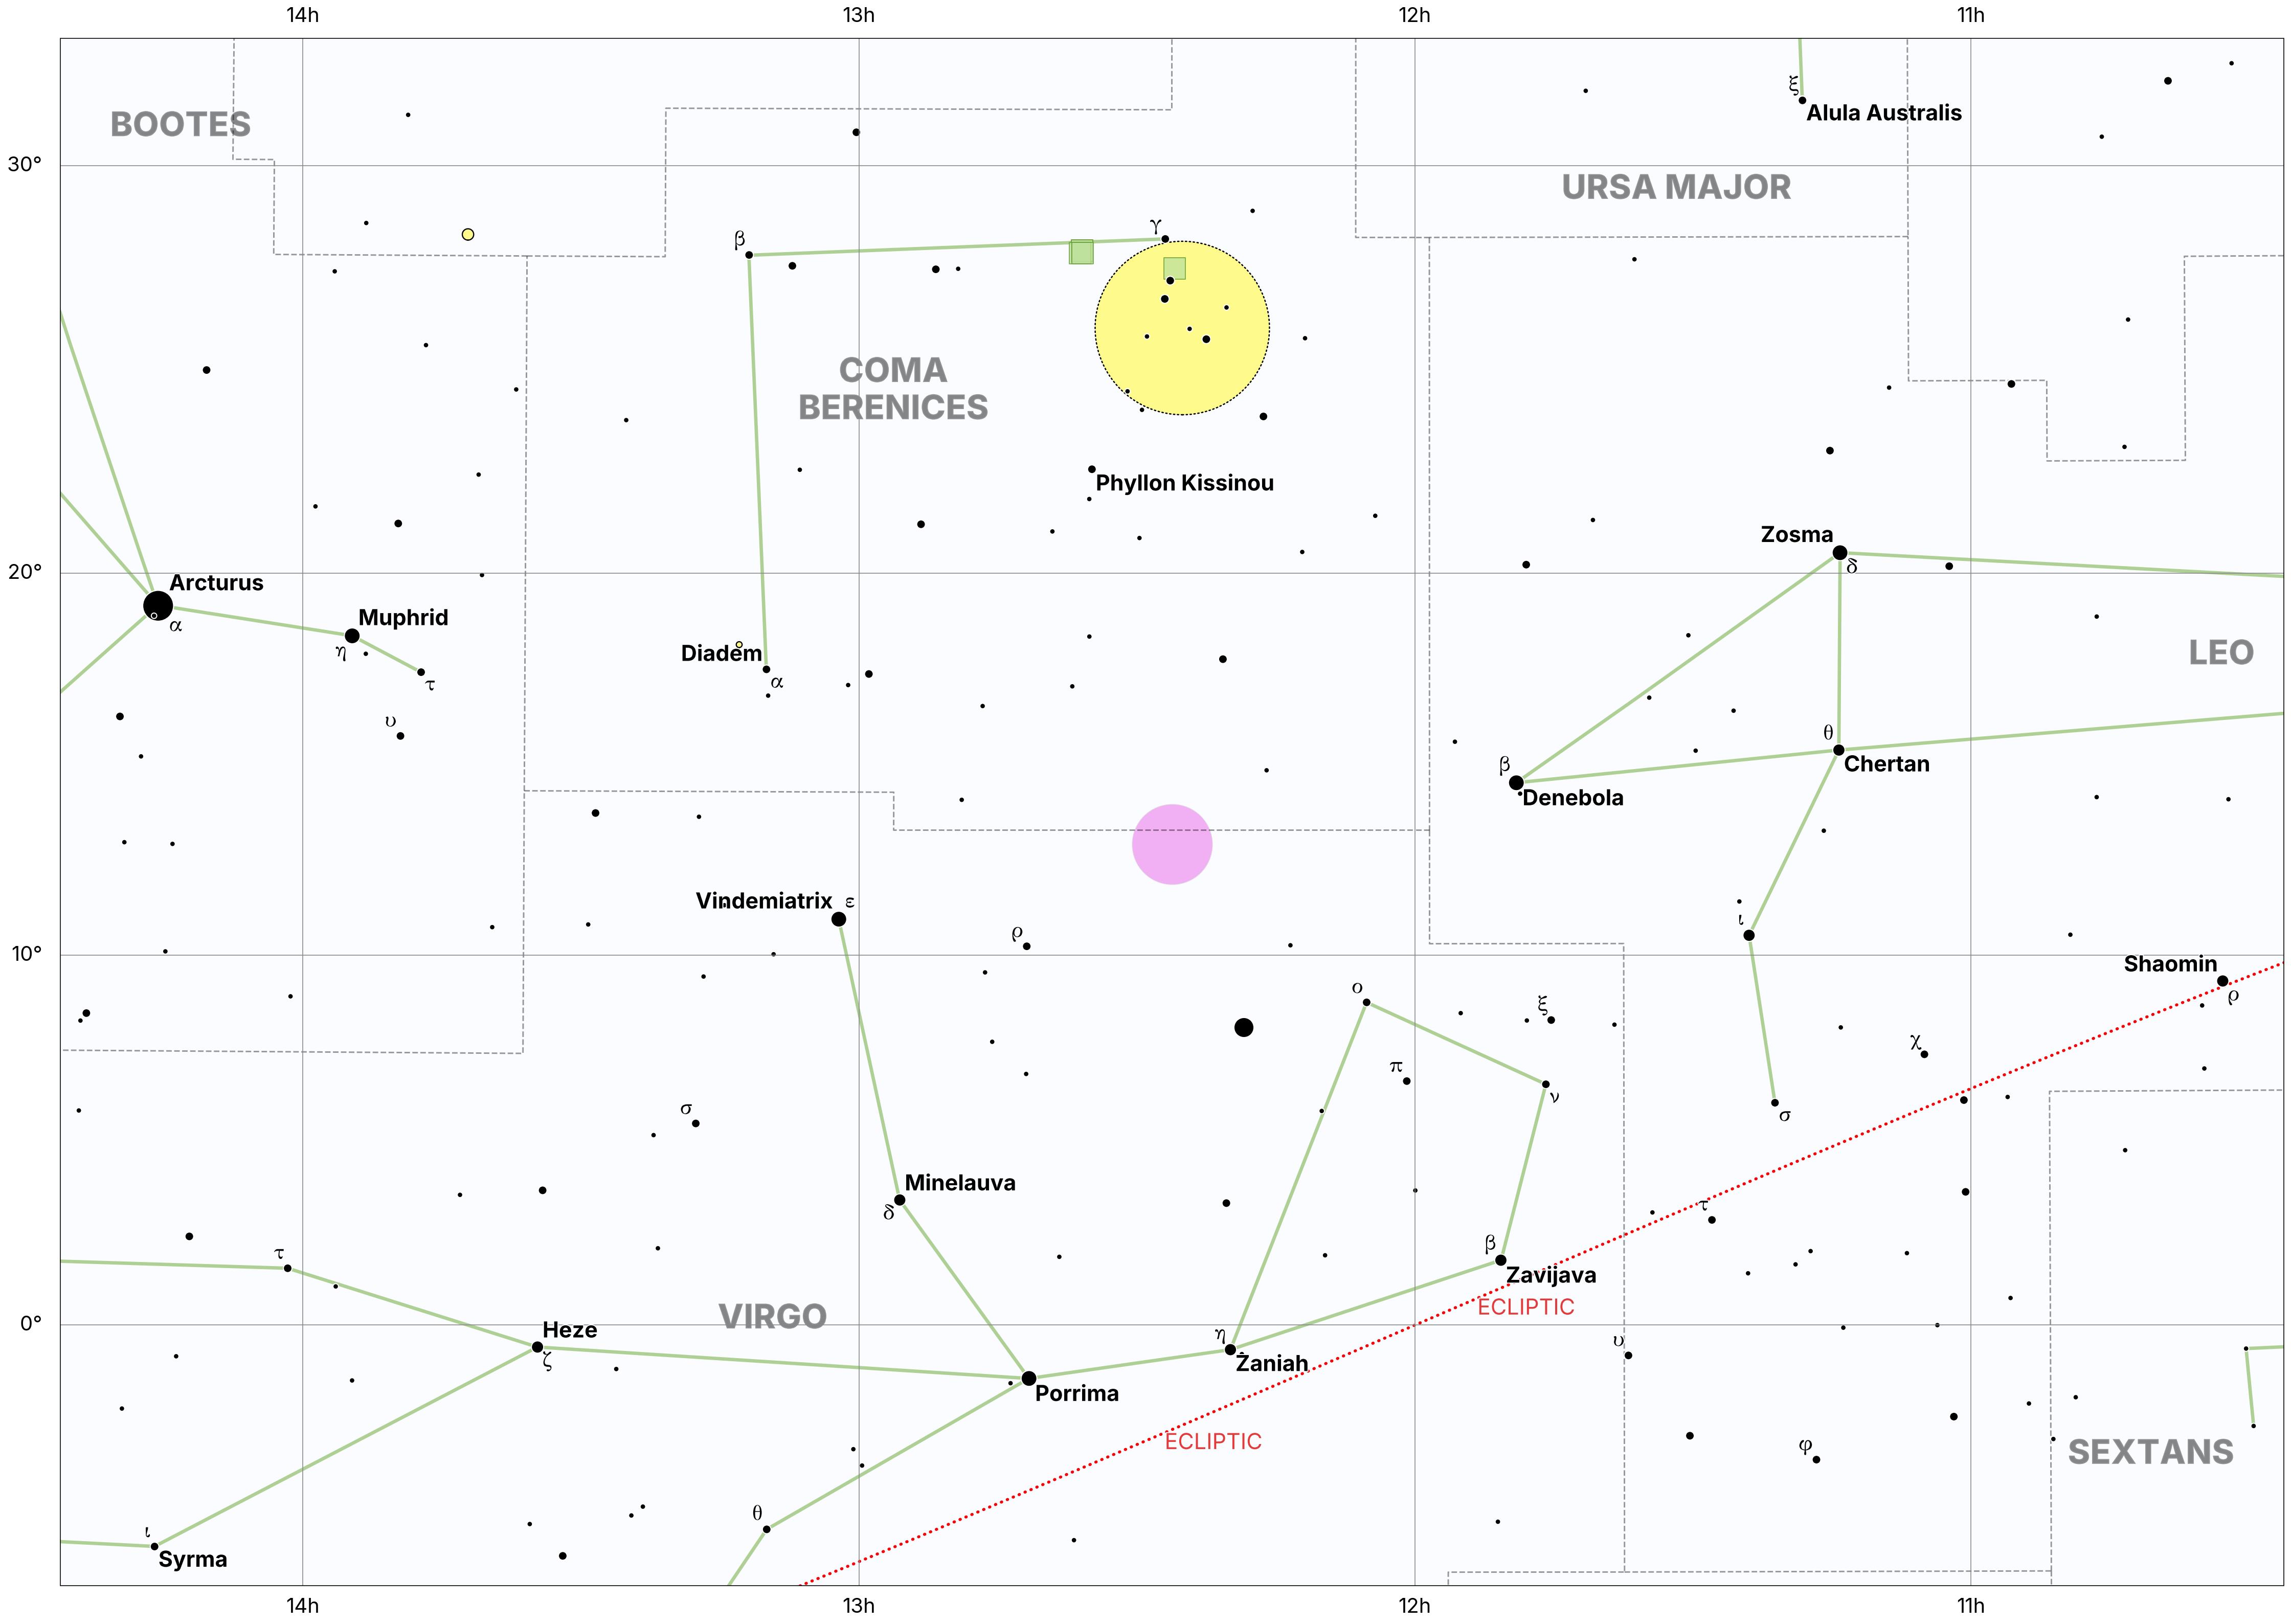 14h 13h 12h 11h
ξ
Alula Australis
BOOTES
30°
URSA MAJOR
γ
β
COMA
BERENICES
Phyllon Kissinou
Zosma
δ
20°
Arcturus
α
Muphrid
η
τ
Diadem
α
LEO
υ
θ
Chertan
β
Denebola
Vindemiatrix ε
ι
ρ
10°
Shaomin
ρ
ο
ξ
χ
π
ν
σ
σ
Minelauva
δ
τ
β
Zavijava
τ
ECLIPTIC
VIRGO
0°
Heze
ζ
η
Zaniah
υ
Porrima
ECLIPTIC
φ
SEXTANS
θ
ι
Syrma
14h 13h 12h 11h